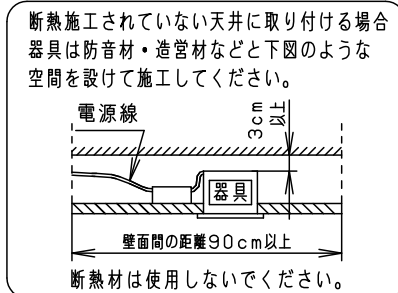 断熱施工されていない天井に取り付ける場合
器具は防音材・造営材などと下図のような
空間を設けて施工してください。
電源線
3cm
以上
器具
壁面間の距離90cm以上
断熱材は使用しないでください。